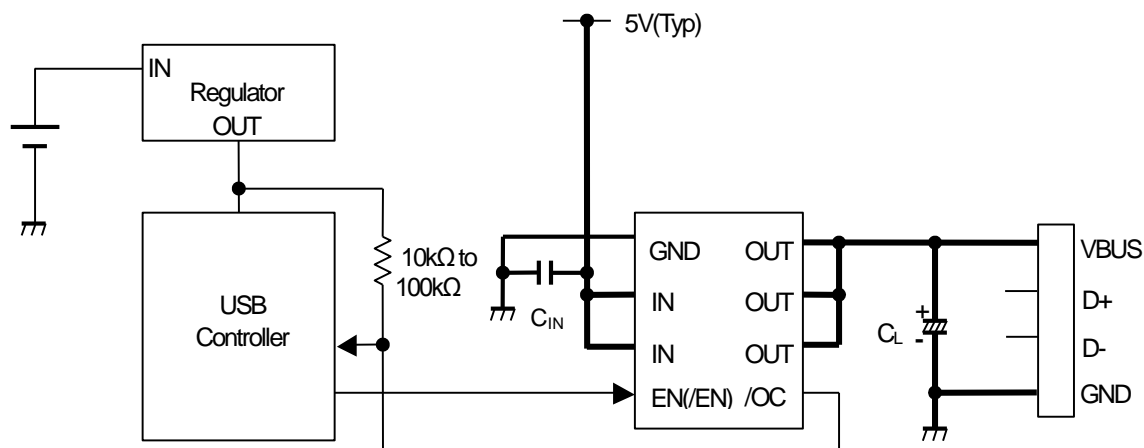 5V(Typ)
IN
Regulator
OUT
10kΩ to
100kΩ
USB
Controller
CIN
GND
IN
IN
EN(/EN)
OUT
OUT
OUT
/OC
+
CL
-
VBUS
D+
D-
GND